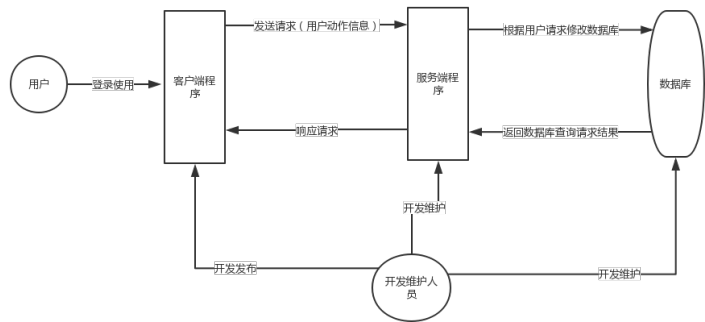 发送请求（用户动作信息）
根据用户请求修改数据库
用户
登录使用
客户端程
序
服务端程
序
数据库
响应请求
返回数据库查询请求结果
开发维护
开发发布
开发维护人
员
开发维护